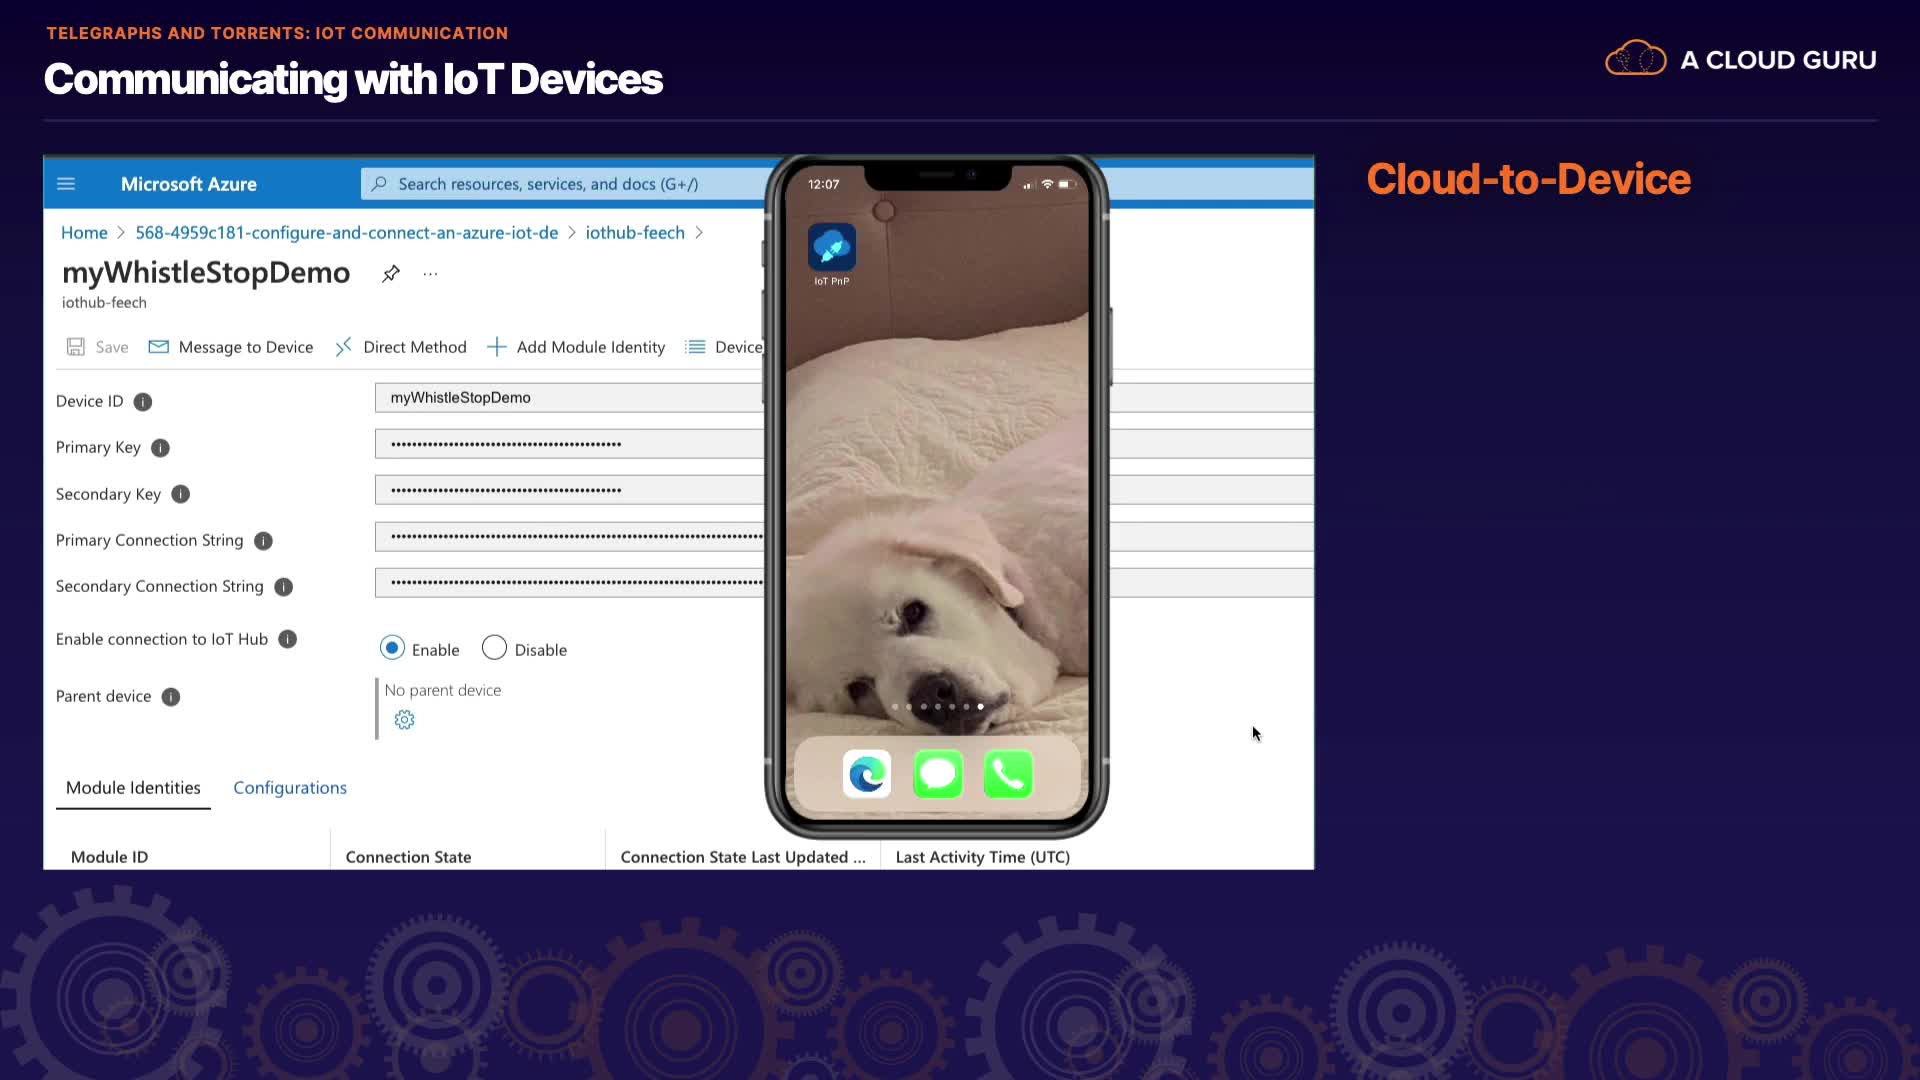 TELEGRAPHS AND TORRENTS: IOT COMMUNICATION
Communicating with IoT Devices
A CLOUD GURU
Cloud-to-Device
Microsoft Azure
Search resources, services, and docs (G+/)
Home > 568-4959c181-configure-and-connect-an-azure-iot-de > iothub-feech >
myWhistleStopDemo ...
iothub-feech
Save Message to Device Direct Method Add Module Identity Device
Device ID myWhistleStopDemo
Primary Key
Secondary Key
Primary Connection String
Secondary Connection String
Enable connection to IoT Hub Enable Disable
Parent device No parent device
Module Identities Configurations
Module ID Connection State Connection State Last Updated ... Last Activity Time (UTC)
12:07
IoT PnP